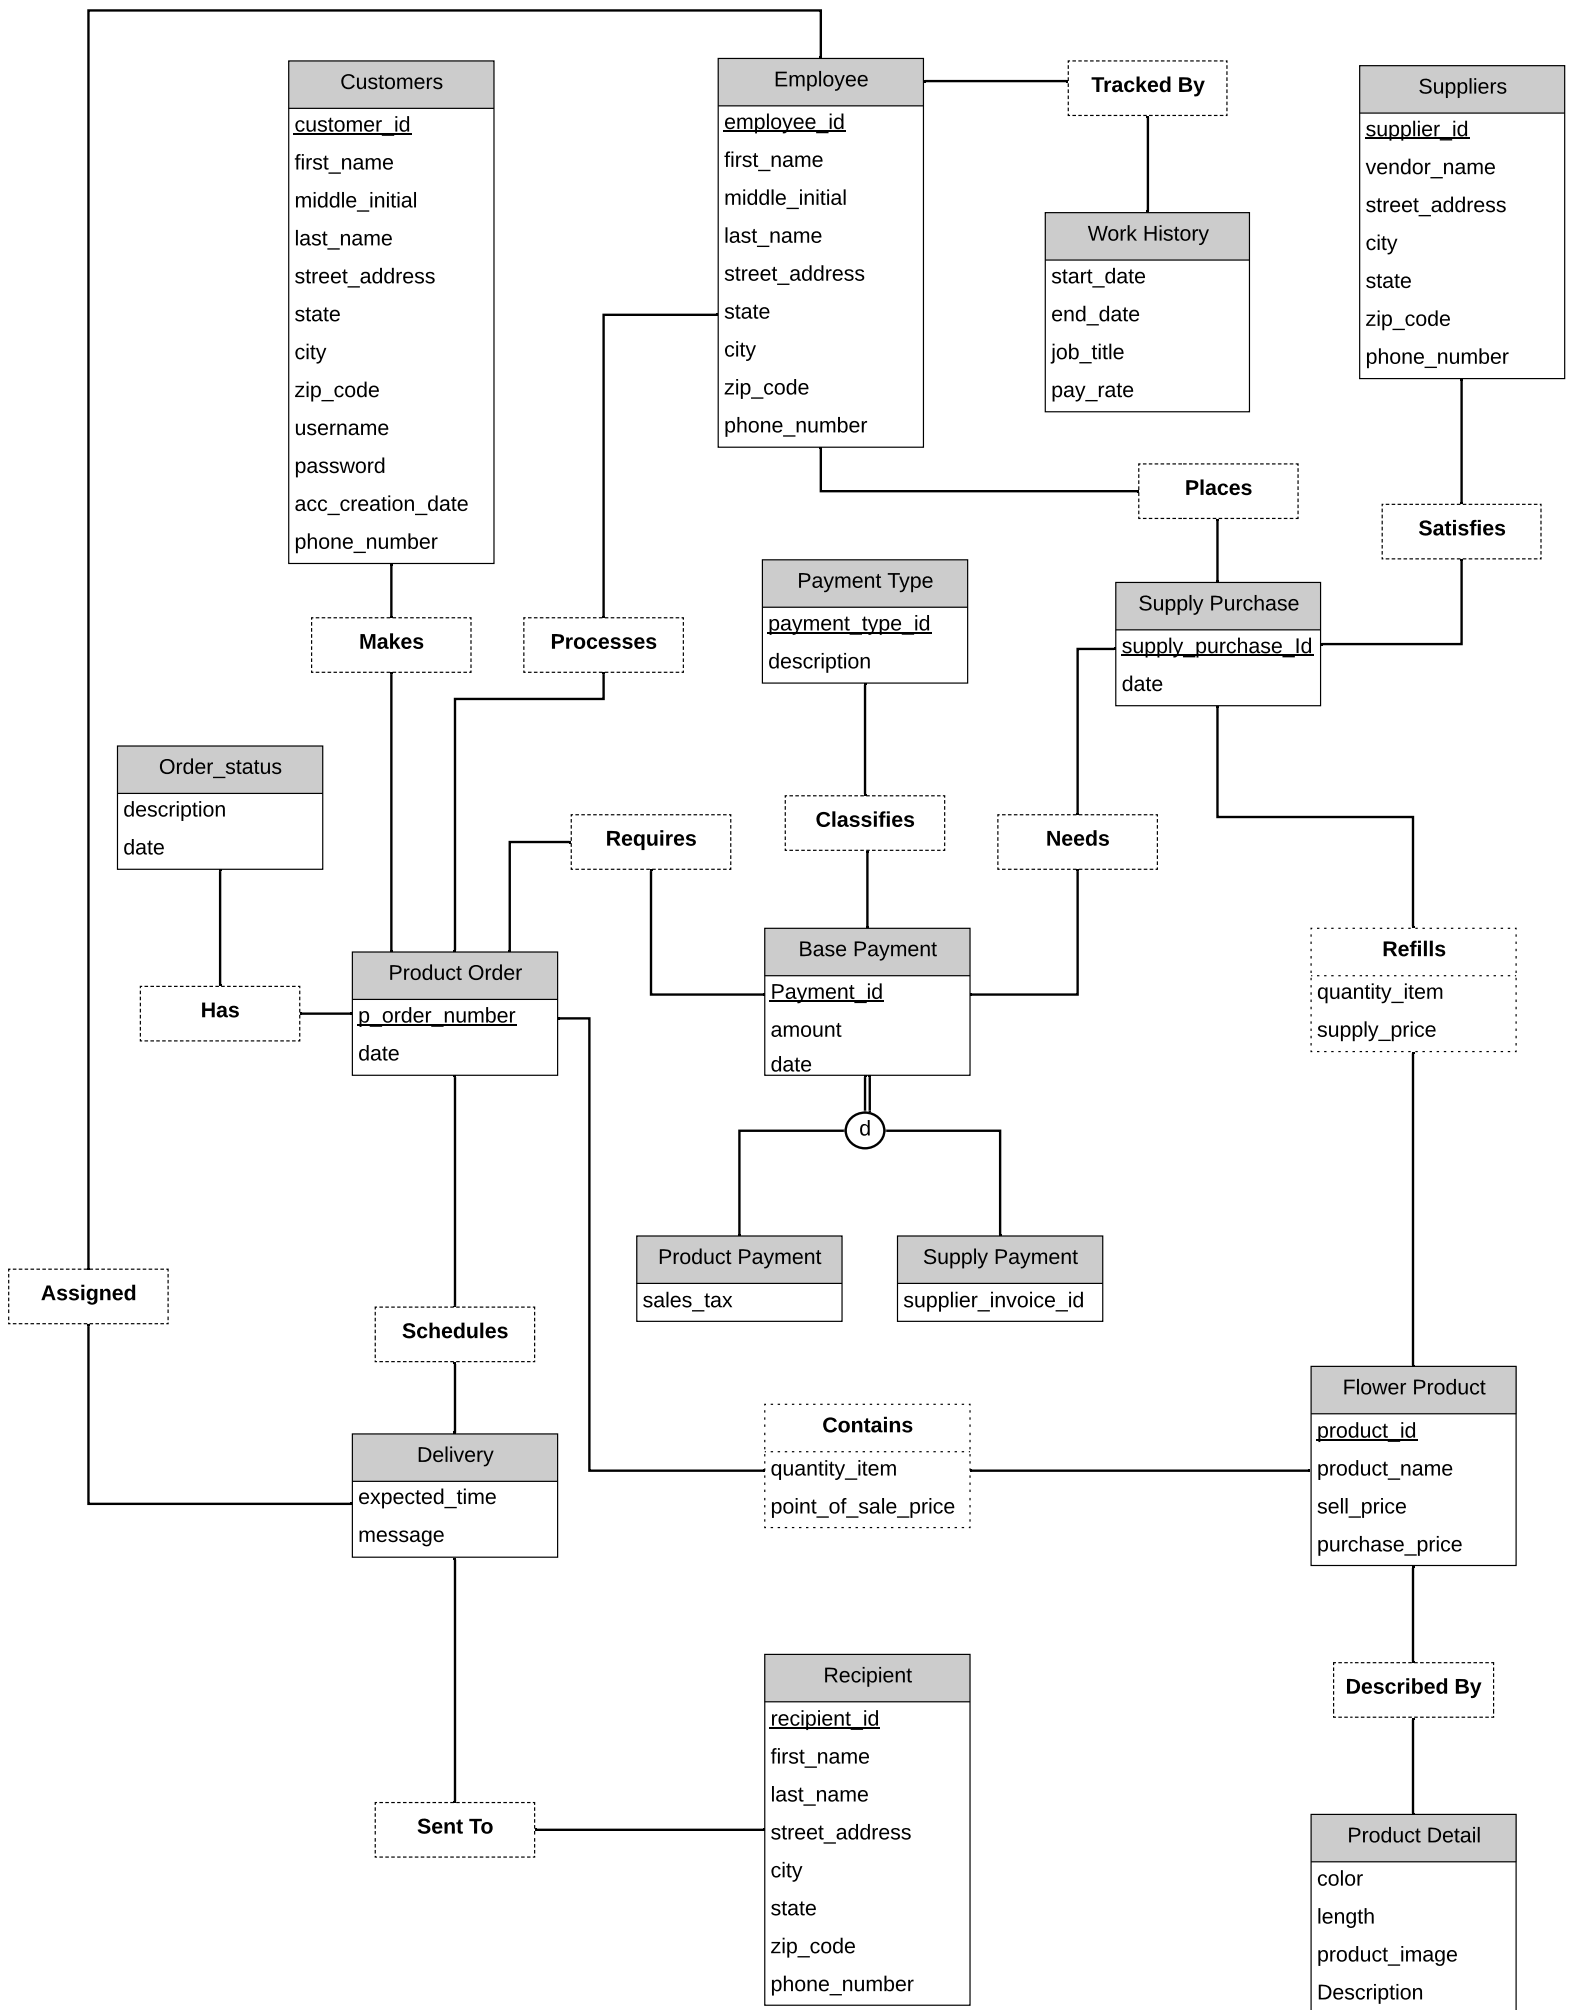 Customers
customer_id
first_name
middle_initial
last_name
street_address
state
city
zip_code
username
password
acc_creation_date
phone_number
Employee
employee_id
first_name
middle_initial
last_name
street_address
state
city
zip_code
phone_number
Tracked By
Work History
start_date
end_date
job_title
pay_rate
Suppliers
supplier_id
vendor_name
street_address
city
state
zip_code
phone_number
Places
Satisfies
Makes
Processes
Payment Type
payment_type_id
description
Supply Purchase
supply_purchase_Id
date
Order_status
description
date
Requires
Classifies
Needs
Has
Product Order
p_order_number
date
Base Payment
Payment_id
amount
date
Refills
quantity_item
supply_price
d
Product Payment
sales_tax
Supply Payment
supplier_invoice_id
Assigned
Schedules
Delivery
expected_time
message
Contains
quantity_item
point_of_sale_price
Flower Product
product_id
product_name
sell_price
purchase_price
Sent To
Recipient
recipient_id
first_name
last_name
street_address
city
state
zip_code
phone_number
Described By
Product Detail
color
length
product_image
Description